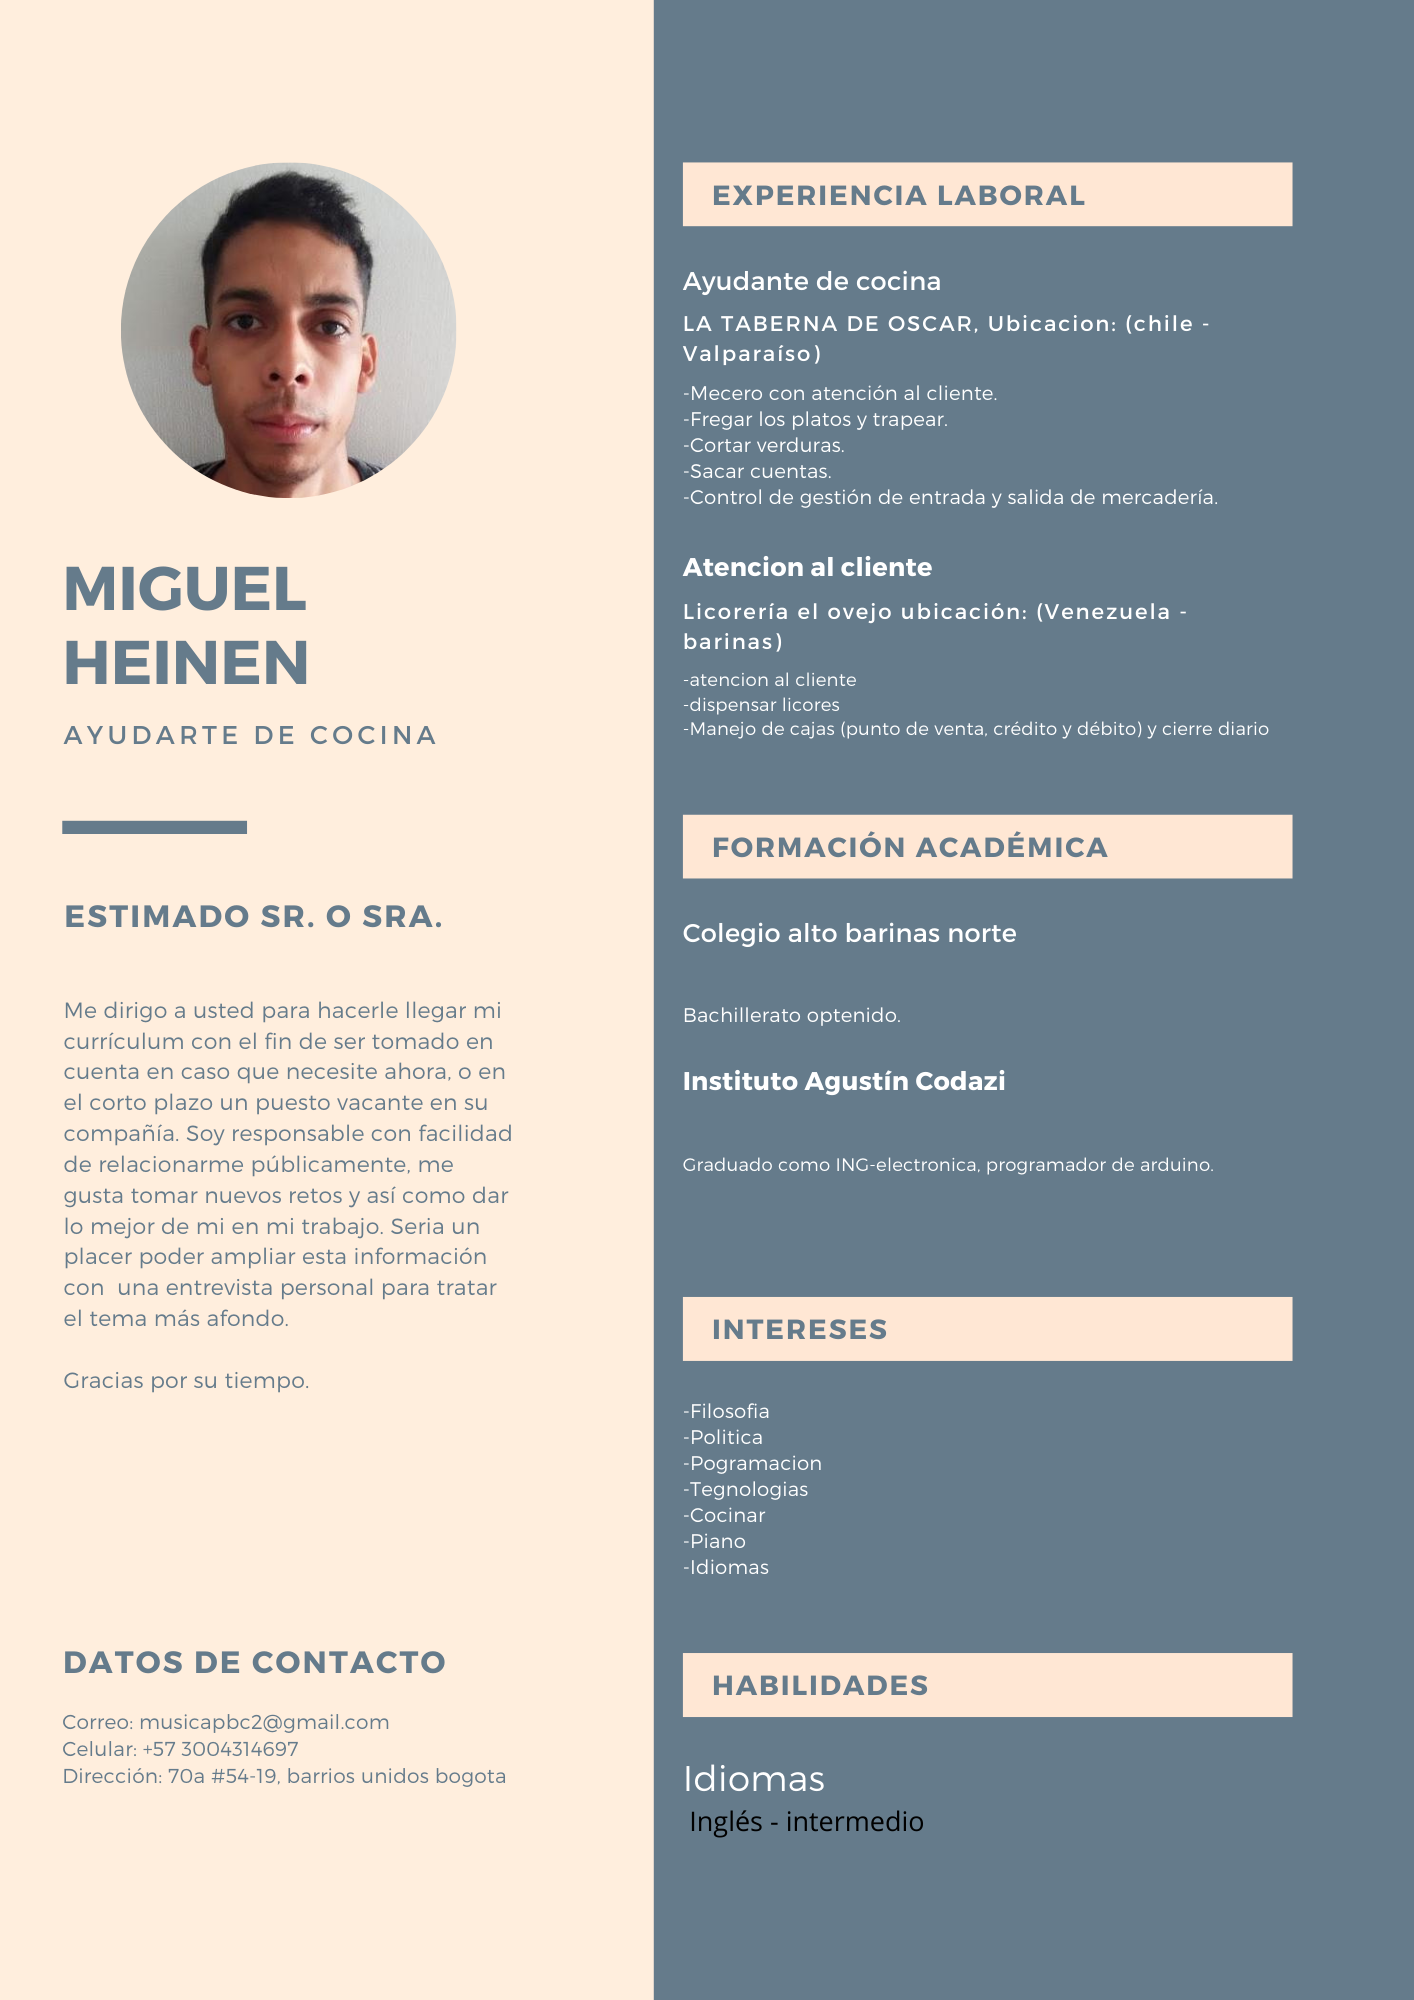 MIGUEL
HEINEN
AYUDARTE DE COCINA
ESTIMADO SR. O SRA.
Me dirigo a usted para hacerle llegar mi
currículum con el fin de ser tomado en
cuenta en caso que necesite ahora, o en
el corto plazo un puesto vacante en su
compañía. Soy responsable con facilidad
de relacionarme públicamente, me
gusta tomar nuevos retos y así como dar
lo mejor de mi en mi trabajo. Seria un
placer poder ampliar esta información
con  una entrevista personal para tratar
el tema más afondo.
Gracias por su tiempo.
DATOS DE CONTACTO
Correo: musicapbc2@gmail.com
Celular: +57 3004314697
Dirección: 70a #54-19, barrios unidos bogota
EXPERIENCIA LABORAL
Ayudante de cocina
LA TABERNA DE OSCAR, Ubicacion: (chile -
Valparaíso)
-Mecero con atención al cliente.
-Fregar los platos y trapear.
-Cortar verduras.
-Sacar cuentas.
-Control de gestión de entrada y salida de mercadería.
Atencion al cliente
Licorería el ovejo ubicación: (Venezuela -
barinas)
-atencion al cliente
-dispensar licores
-Manejo de cajas (punto de venta, crédito y débito) y cierre diario
FORMACIÓN ACADÉMICA
Colegio alto barinas norte
Bachillerato optenido.
Instituto Agustín Codazi
Graduado como ING-electronica, programador de arduino.
INTERESES
-Filosofia
-Politica
-Pogramacion
-Tegnologias
-Cocinar
-Piano
-Idiomas
HABILIDADES
Idiomas
Inglés - intermedio